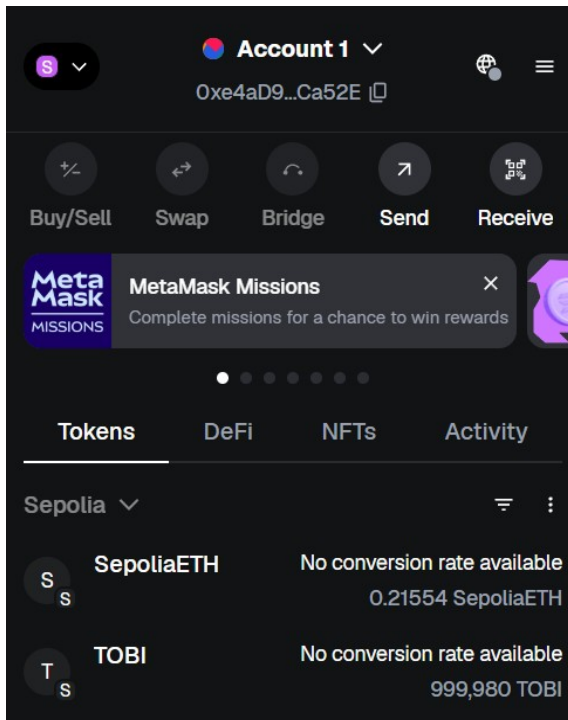 S
Account 1
0xe4aD9...Ca52E
Buy/Sell
Swap
Bridge
Send
Receive
Meta
Mask
MISSIONS
MetaMask Missions
Complete missions for a chance to win rewards
Tokens
DeFi
NFTs
Activity
Sepolia
S
S
SepoliaETH
No conversion rate available
0.21554 SepoliaETH
T
S
TOBI
No conversion rate available
999,980 TOBI